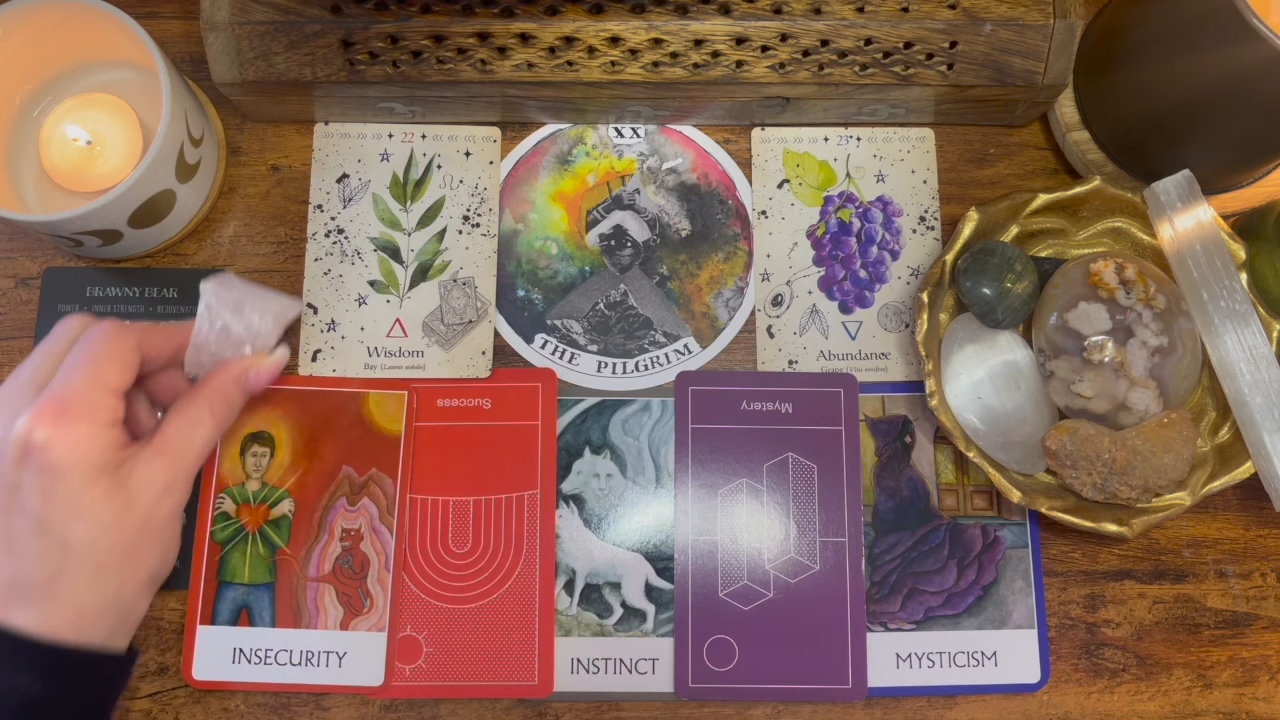 22
XX
23
BRAWNY BEAR
POWER • INNER STRENGTH • REJUVENATI
Wisdom
Bay (Laurus nobilis)
THE PILGRIM
Abundance
Grape (Vitis vinifera)
Success
Mystery
INSECURITY
INSTINCT
MYSTICISM